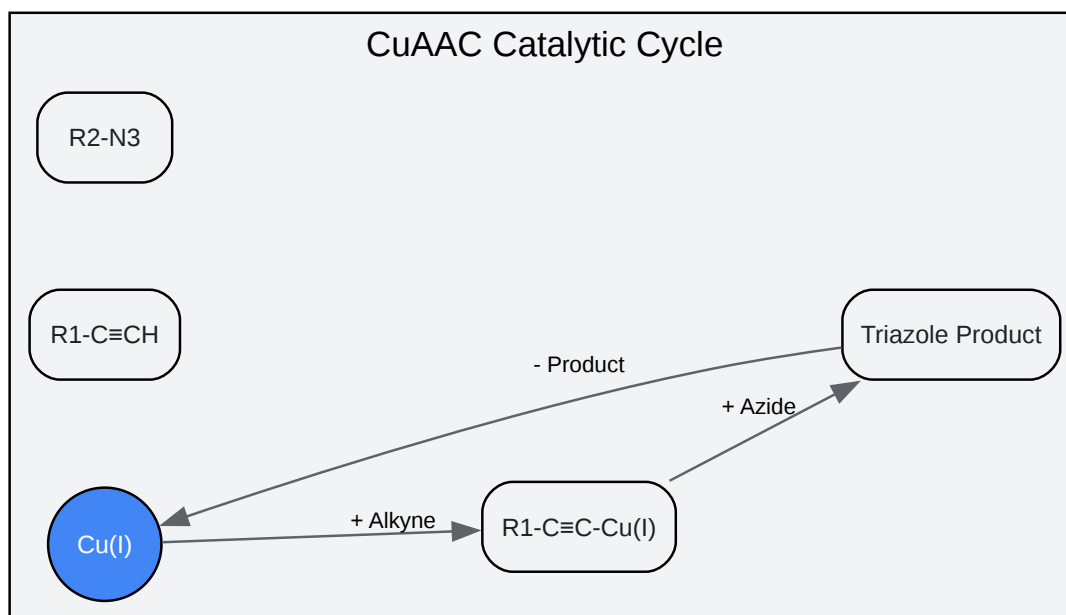 CuAAC Catalytic Cycle
R2-N3
R1-C≡CH
Triazole Product
- Product
+ Azide
+ Alkyne
R1-C≡C-Cu(I)
Cu(I)